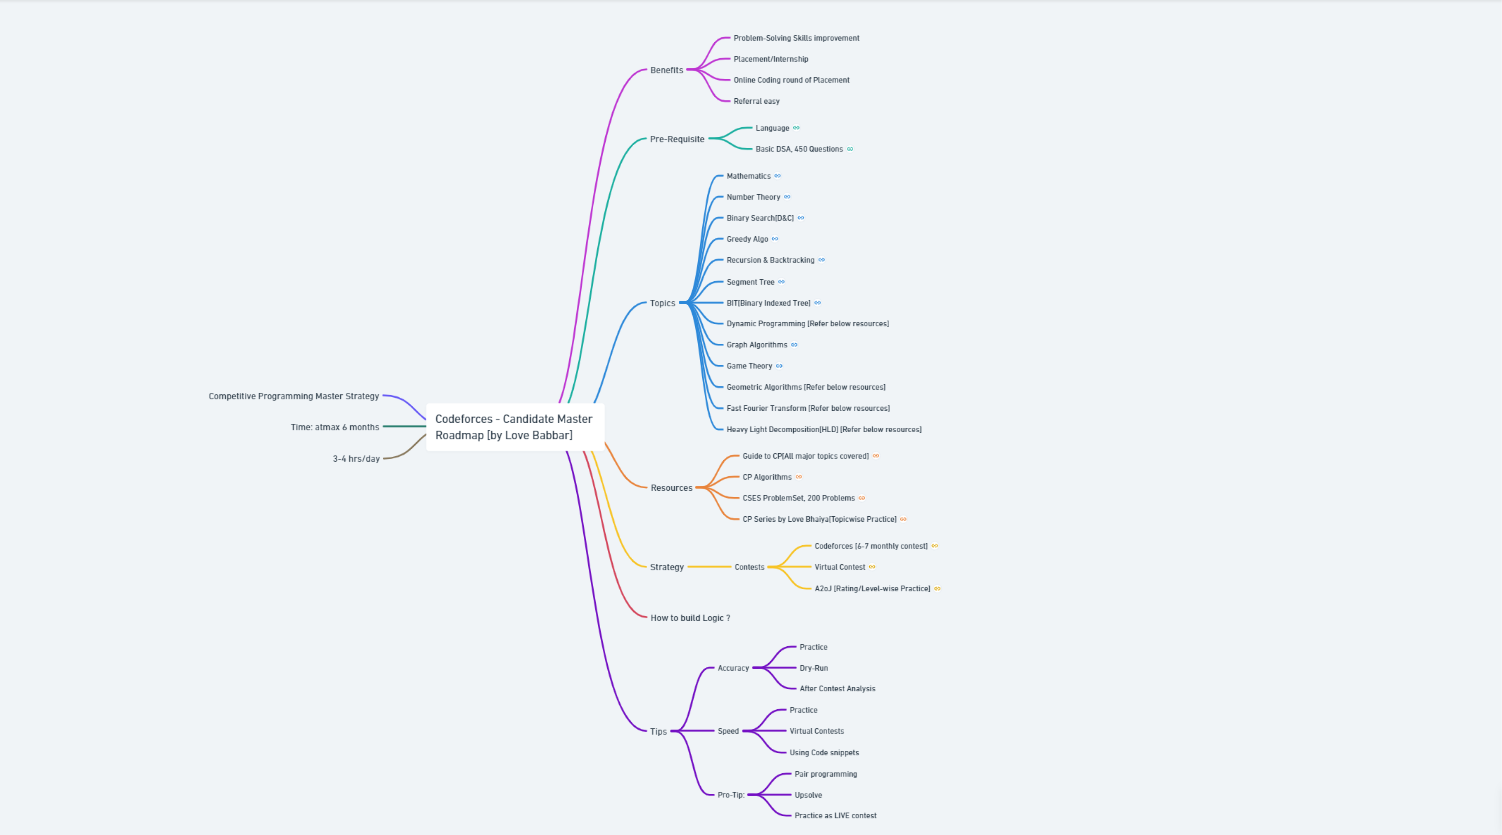 Competitive Programming Master Strategy
Time: atmax 6 months
3-4 hrs/day
Codeforces - Candidate Master
Roadmap [by Love Babbar]
Benefits
Problem-Solving Skills improvement
Placement/Internship
Online Coding round of Placement
Referral easy
Pre-Requisite
Language
Basic DSA, 450 Questions
Topics
Mathematics
Number Theory
Binary Search[D&C]
Greedy Algo
Recursion & Backtracking
Segment Tree
BIT[Binary Indexed Tree]
Dynamic Programming [Refer below resources]
Graph Algorithms
Game Theory
Geometric Algorithms [Refer below resources]
Fast Fourier Transform [Refer below resources]
Heavy Light Decomposition[HLD] [Refer below resources]
Resources
Guide to CP[All major topics covered]
CP Algorithms
CSES ProblemSet, 200 Problems
CP Series by Love Bhaiya[Topicwise Practice]
Strategy
Contests
Codeforces [6-7 monthly contest]
Virtual Contest
A2oJ [Rating/Level-wise Practice]
How to build Logic ?
Tips
Accuracy
Practice
Dry-Run
After Contest Analysis
Speed
Practice
Virtual Contests
Using Code snippets
Pro-Tip:
Pair programming
Upsolve
Practice as LIVE contest